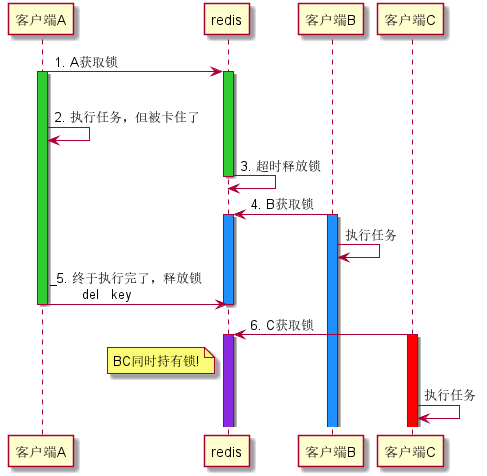 客户端A
redis
客户端B
客户端C
1. A获取锁
2. 执行任务，但被卡住了
3. 超时释放锁
4. B获取锁
执行任务
_5. 终于执行完了，释放锁
del key
6. C获取锁
BC同时持有锁!
执行任务
客户端A
redis
客户端B
客户端C